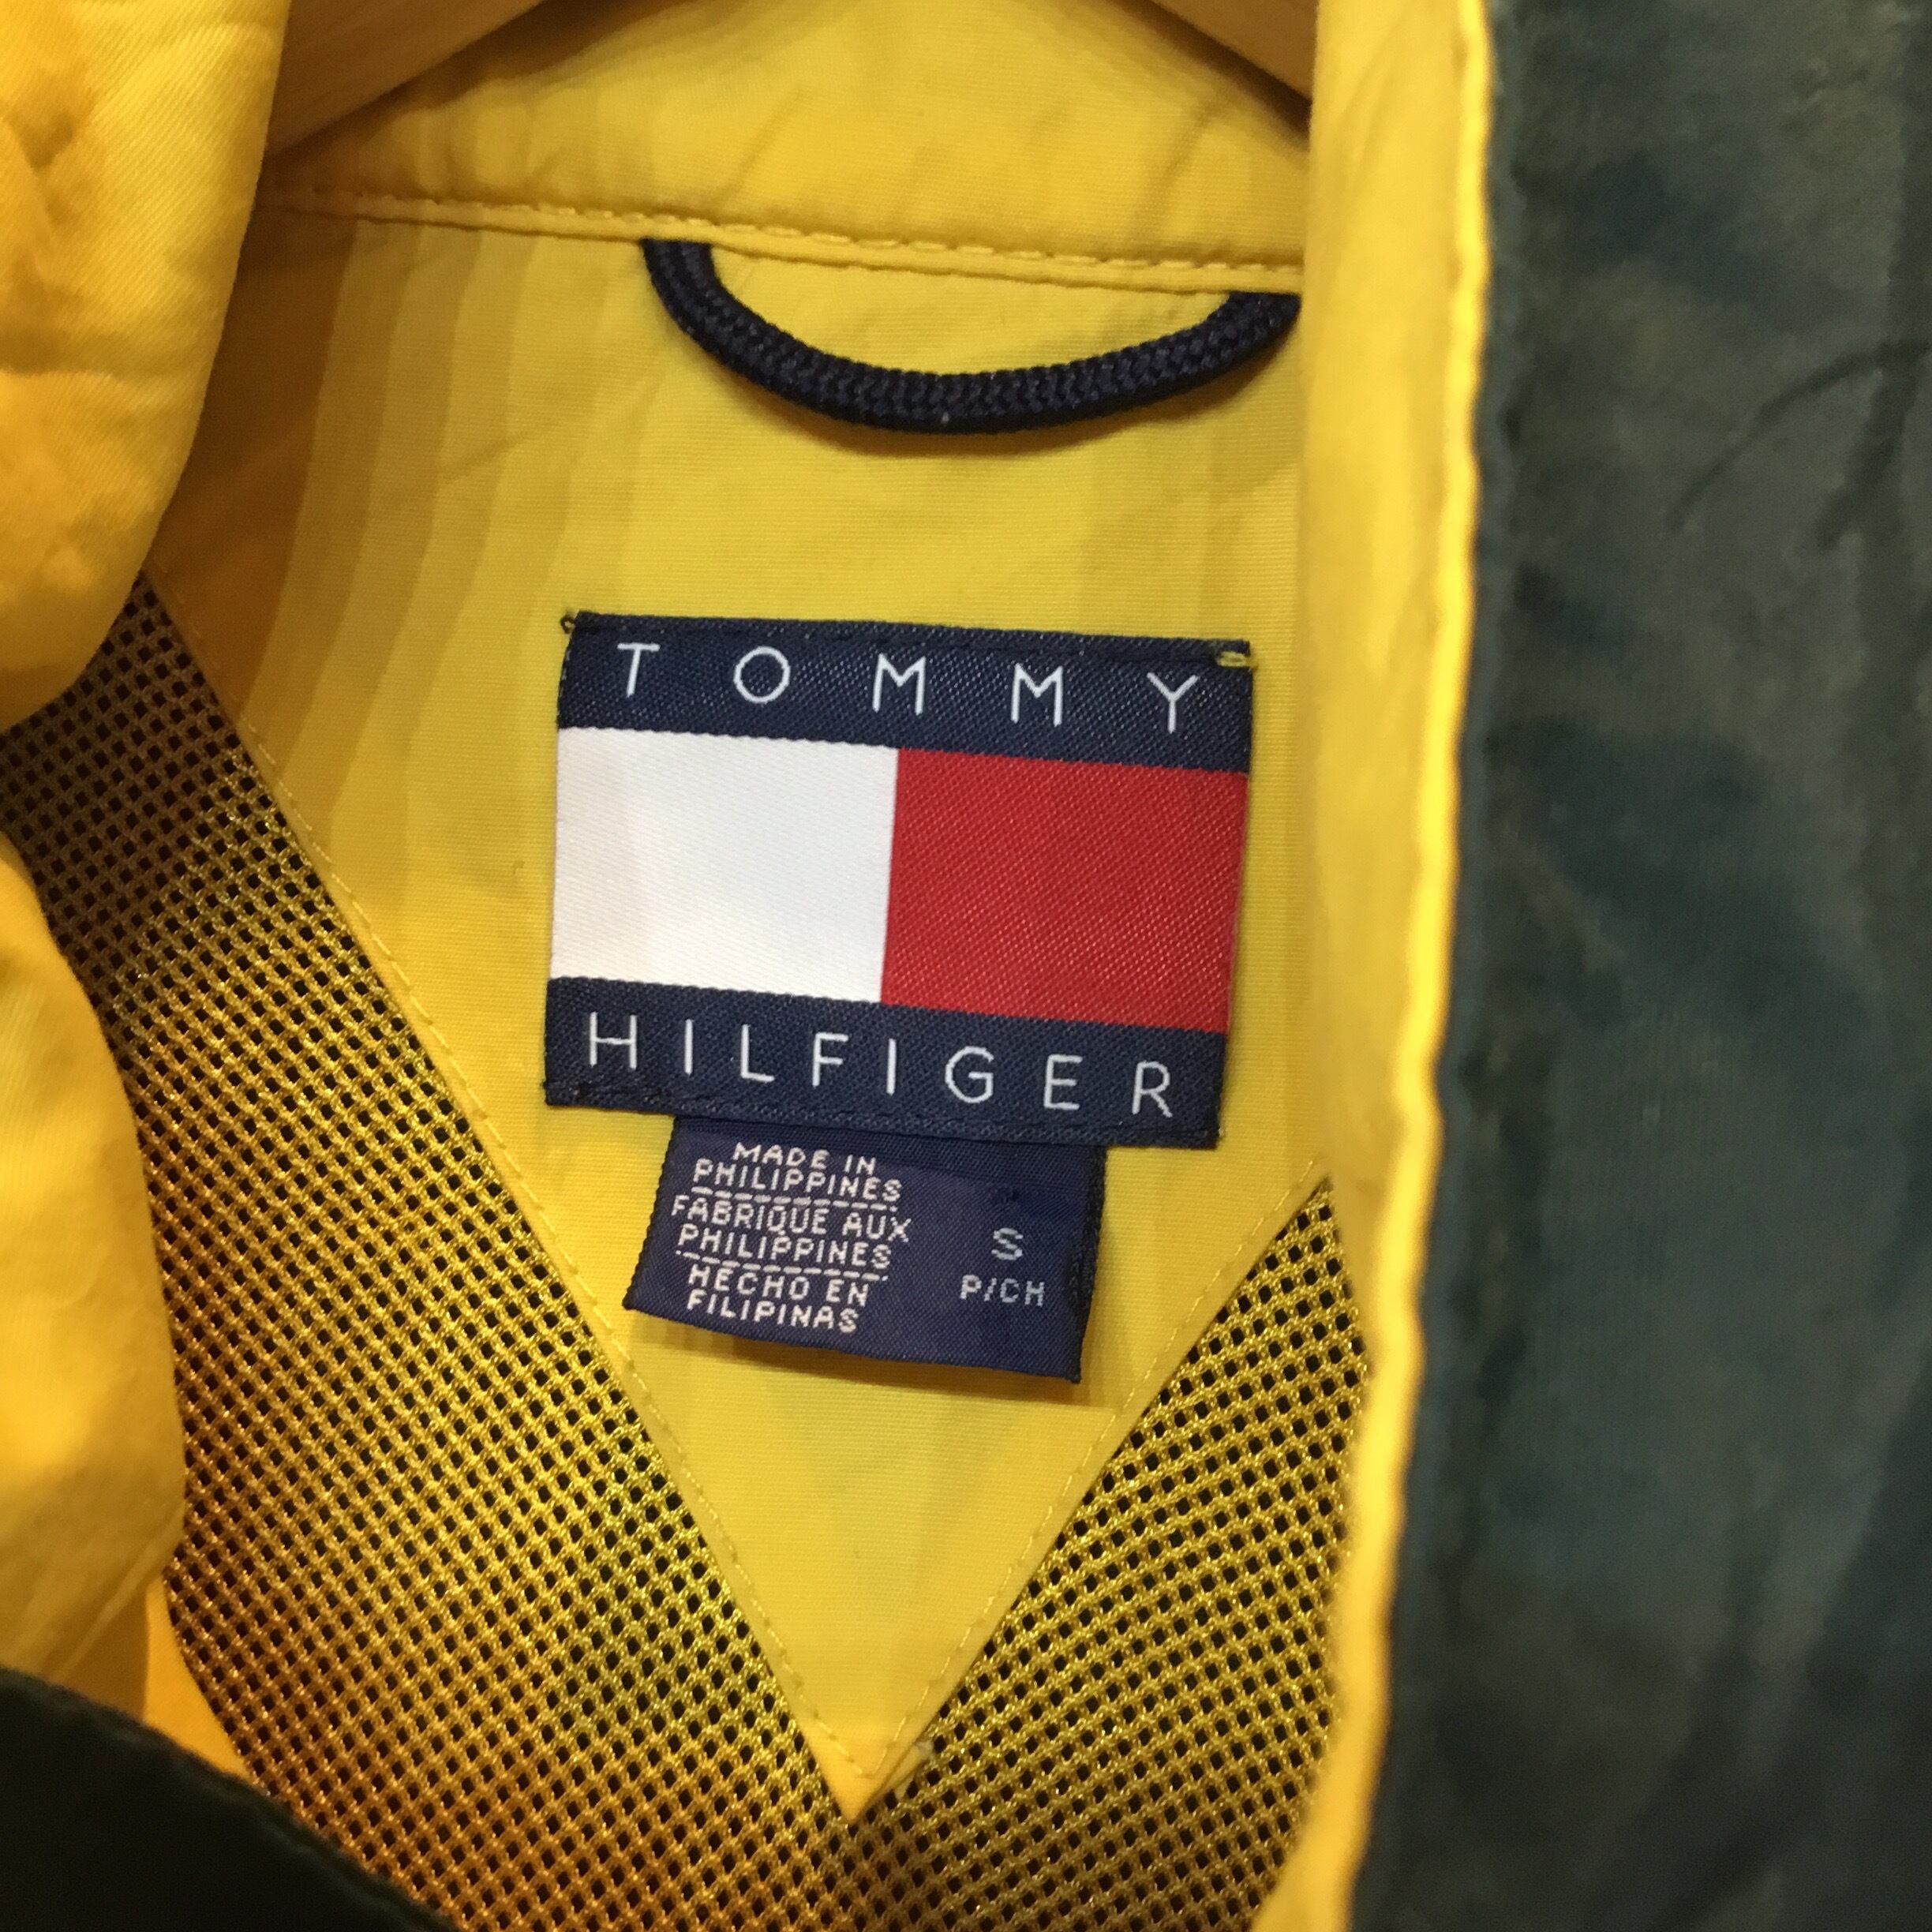 TOMMY
HILFIGER
MADE IN
PHILIPPINES
FABRIQUE AUX
PHILIPPINES
HECHO EN
FILIPINAS
S
P/CH